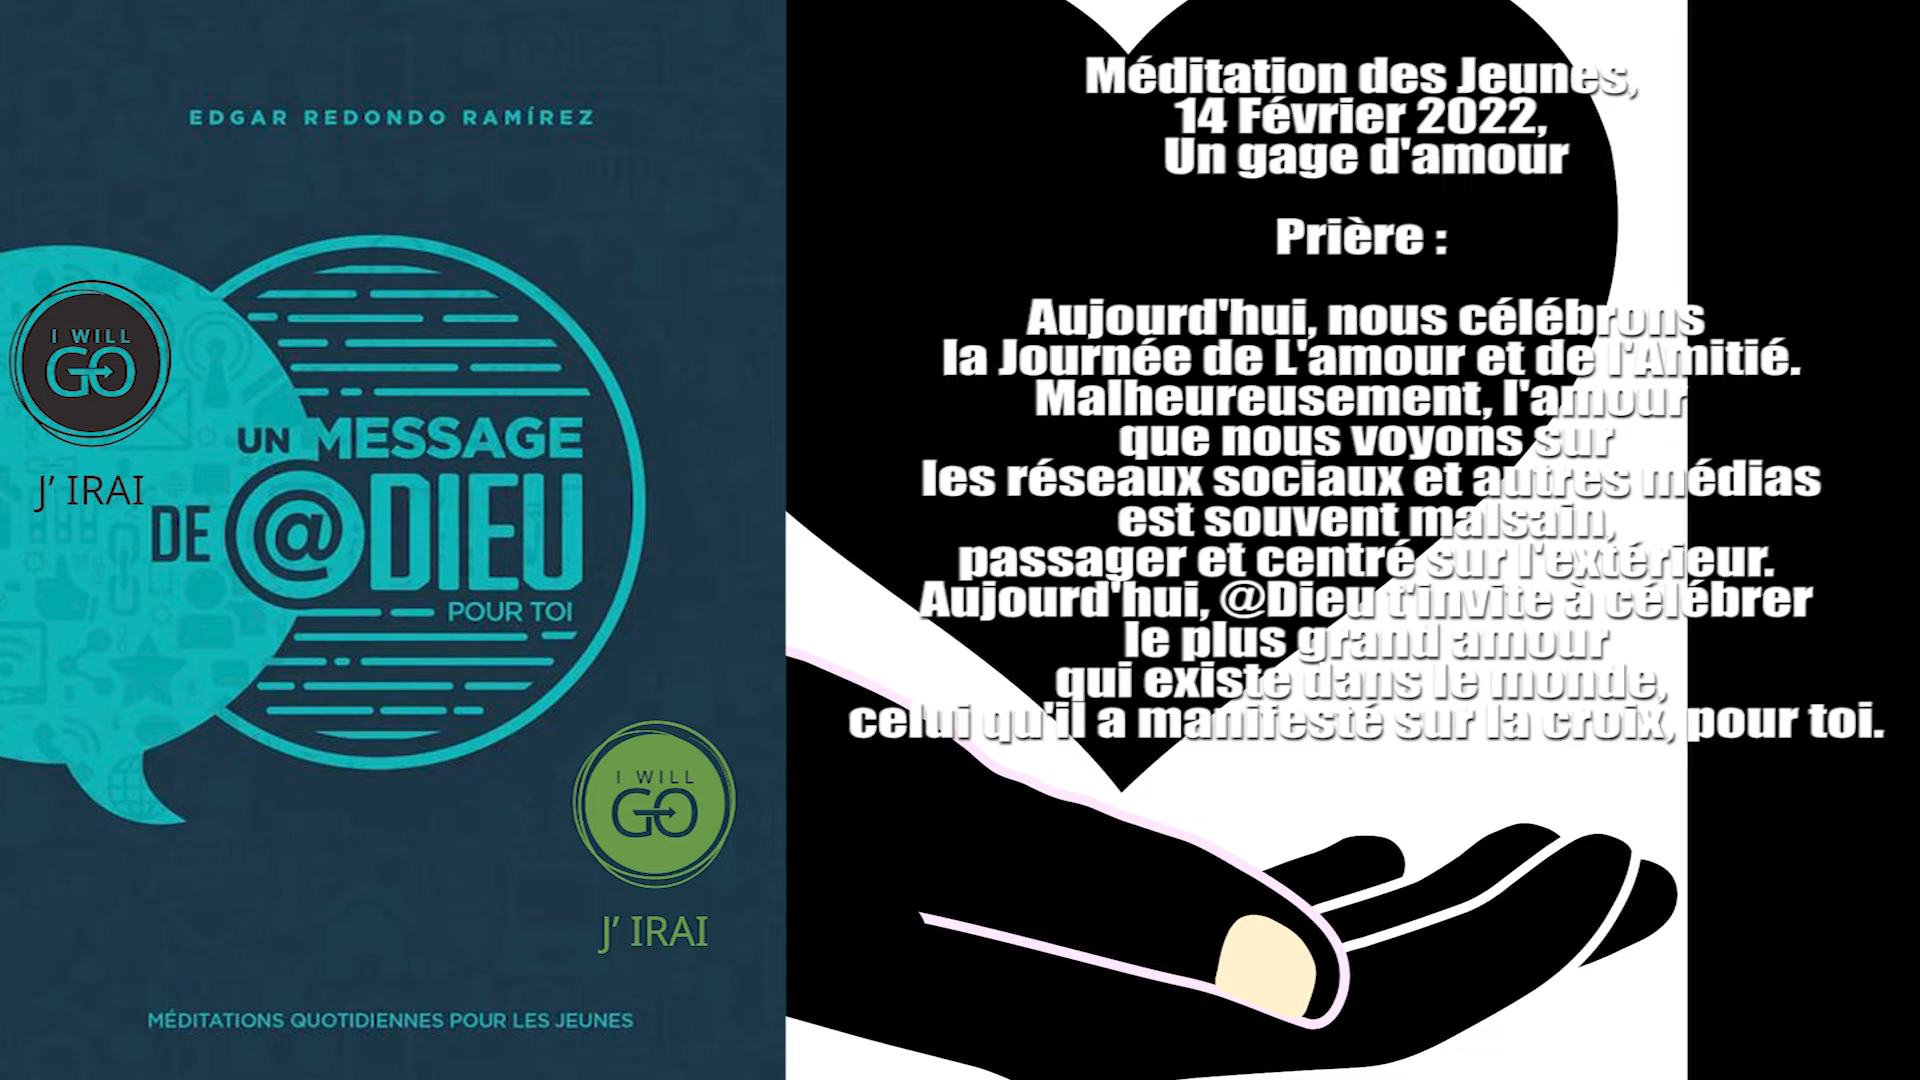 EDGAR REDONDO RAMÍREZ
I WILL
GO
J' IRAI
UN MESSAGE
DE @DIEU
POUR TOI
I WILL
GO
J' IRAI
MÉDITATIONS QUOTIDIENNES POUR LES JEUNES
Méditation des Jeunes,
14 Février 2022,
Un gage d'amour
Prière :
Aujourd'hui, nous célébrons
la Journée de L'amour et de l'Amitié.
Malheureusement, l'amour
que nous voyons sur
les réseaux sociaux et autres médias
est souvent malsain,
passager et centré sur l'extérieur.
Aujourd'hui, @Dieu t'invite à célébrer
le plus grand amour
qui existe dans le monde,
celui qu'il a manifesté sur la croix, pour toi.